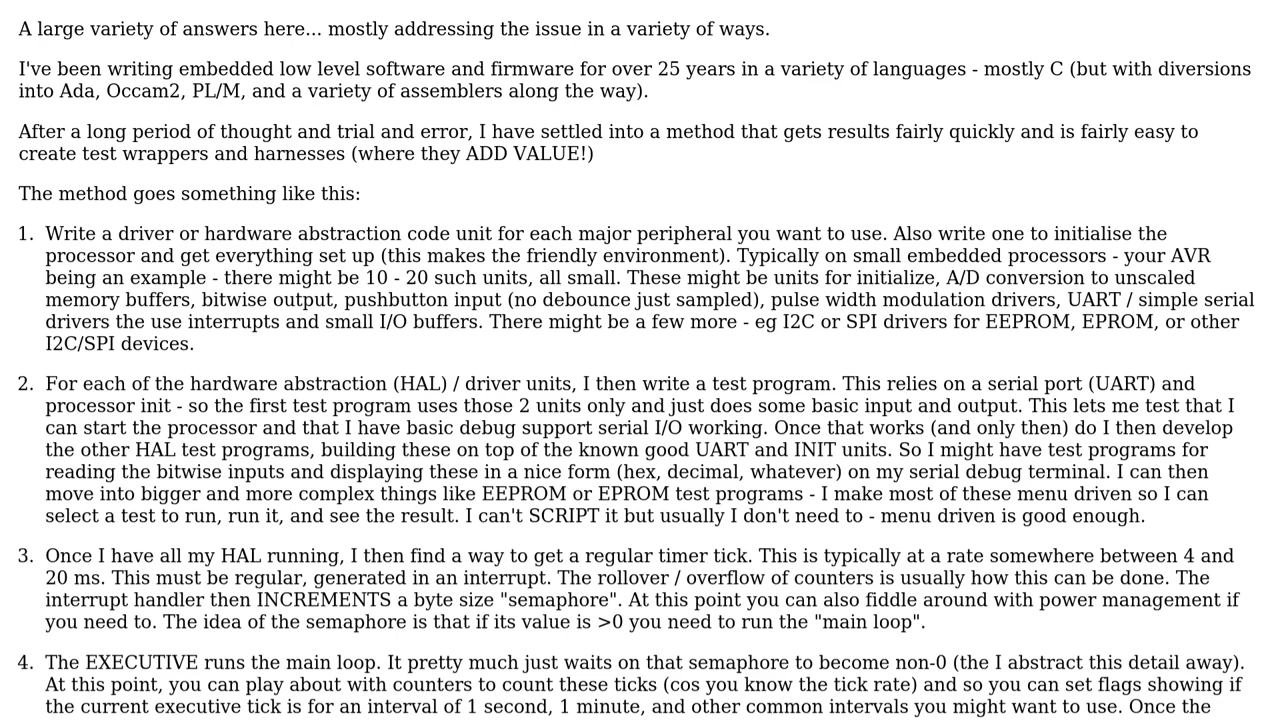 A large variety of answers here... mostly addressing the issue in a variety of ways.
I've been writing embedded low level software and firmware for over 25 years in a variety of languages - mostly C (but with diversions
into Ada, Occam2, PL/M, and a variety of assemblers along the way).
After a long period of thought and trial and error, I have settled into a method that gets results fairly quickly and is fairly easy to
create test wrappers and harnesses (where they ADD VALUE!)
The method goes something like this:
1. Write a driver or hardware abstraction code unit for each major peripheral you want to use. Also write one to initialise the
processor and get everything set up (this makes the friendly environment). Typically on small embedded processors - your AVR
being an example - there might be 10 - 20 such units, all small. These might be units for initialize, A/D conversion to unscaled
memory buffers, bitwise output, pushbutton input (no debounce just sampled), pulse width modulation drivers, UART / simple serial
drivers the use interrupts and small I/O buffers. There might be a few more - eg I2C or SPI drivers for EEPROM, EPROM, or other
I2C/SPI devices.
2. For each of the hardware abstraction (HAL) / driver units, I then write a test program. This relies on a serial port (UART) and
processor init - so the first test program uses those 2 units only and just does some basic input and output. This lets me test that I
can start the processor and that I have basic debug support serial I/O working. Once that works (and only then) do I then develop
the other HAL test programs, building these on top of the known good UART and INIT units. So I might have test programs for
reading the bitwise inputs and displaying these in a nice form (hex, decimal, whatever) on my serial debug terminal. I can then
move into bigger and more complex things like EEPROM or EPROM test programs - I make most of these menu driven so I can
select a test to run, run it, and see the result. I can't SCRIPT it but usually I don't need to - menu driven is good enough.
3. Once I have all my HAL running, I then find a way to get a regular timer tick. This is typically at a rate somewhere between 4 and
20 ms. This must be regular, generated in an interrupt. The rollover / overflow of counters is usually how this can be done. The
interrupt handler then INCREMENTS a byte size "semaphore". At this point you can also fiddle around with power management if
you need to. The idea of the semaphore is that if its value is >0 you need to run the "main loop".
4. The EXECUTIVE runs the main loop. It pretty much just waits on that semaphore to become non-0 (the I abstract this detail away).
At this point, you can play about with counters to count these ticks (cos you know the tick rate) and so you can set flags showing if
the current executive tick is for an interval of 1 second, 1 minute, and other common intervals you might want to use. Once the